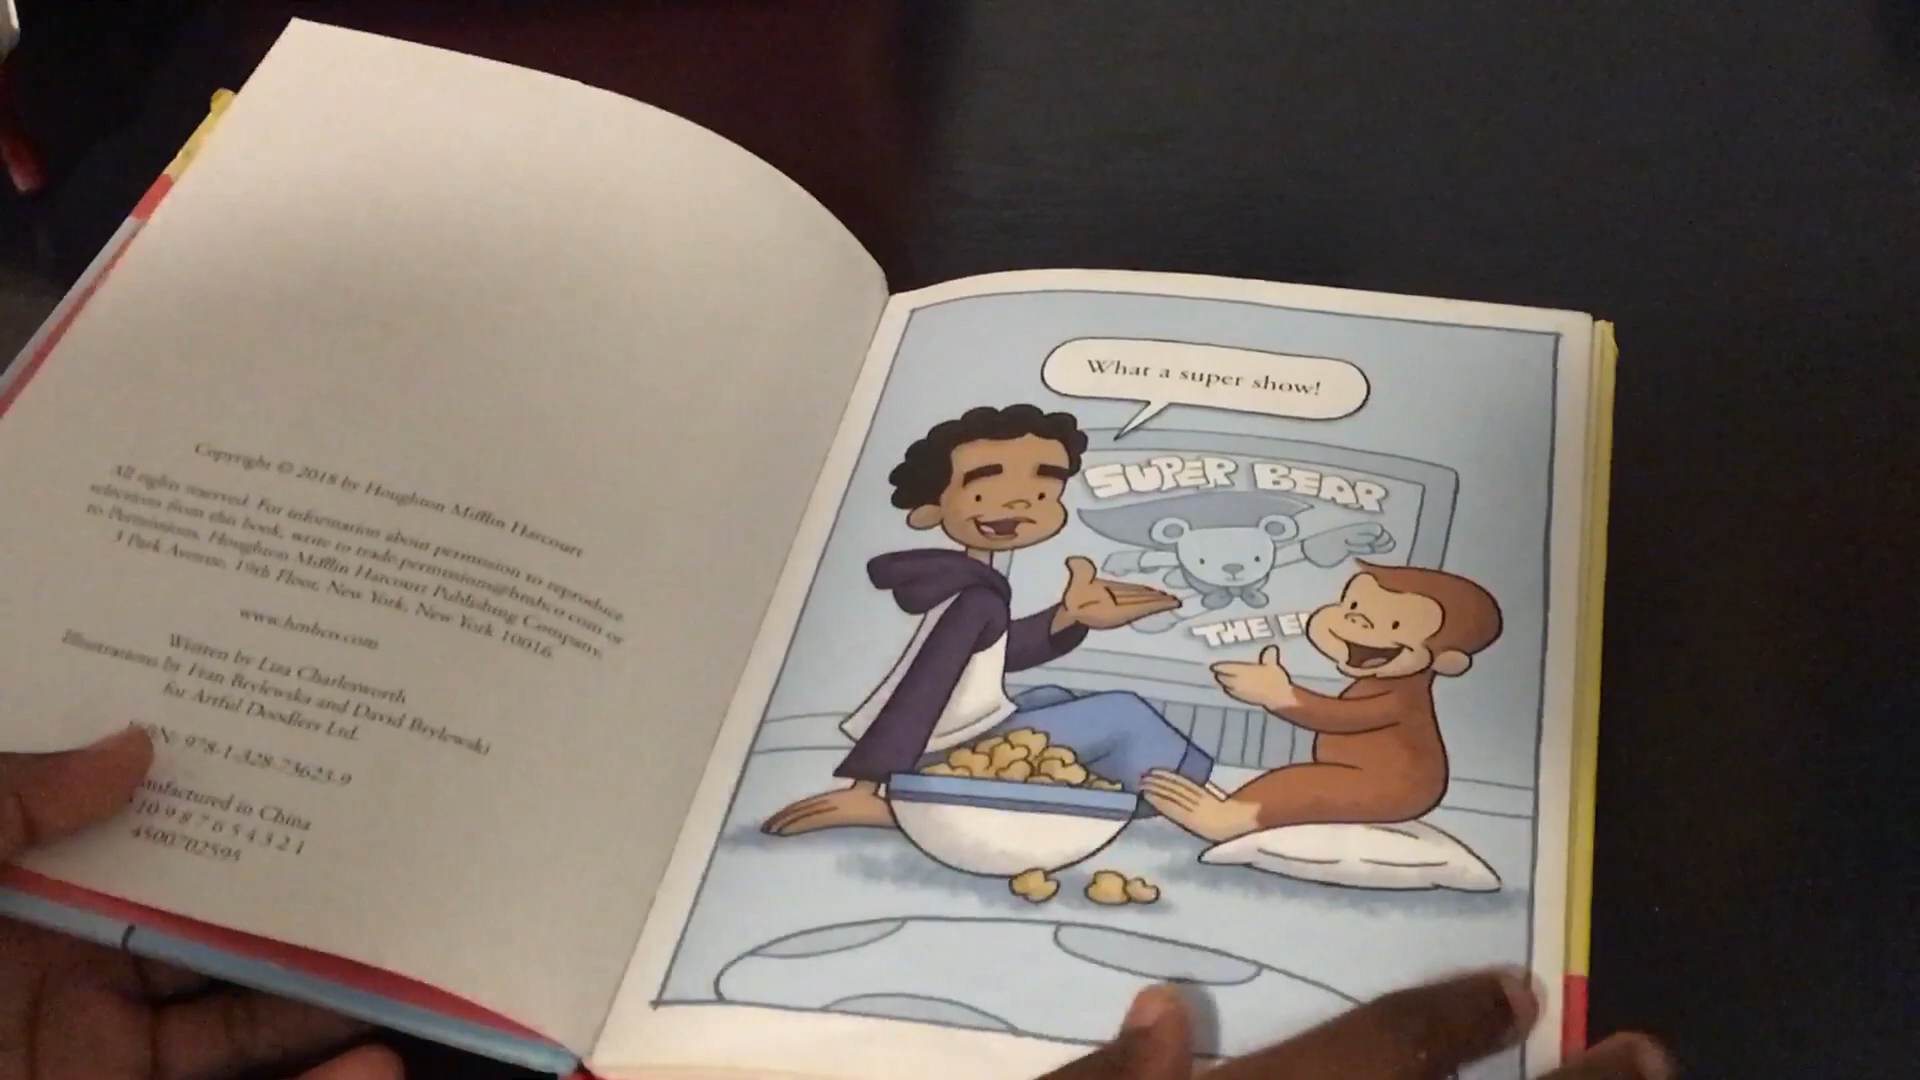 Copyright © 2018 by Houghton Mifflin Harcourt
All rights reserved. For information about permission to reproduce
selections from this book, write to trade.permissions@hmhco.com or
to Permissions, Houghton Mifflin Harcourt Publishing Company,
3 Park Avenue, 19th Floor, New York, New York 10016.
www.hmhco.com
Written by Liza Charlesworth
Illustrations by Fran Brylewska and David Brylewski
for Artful Doodlers Ltd.
978-1-328-73623-9
in China
10 9 8 7 6 5 4 3 2 1
4500702595
What a super show!
SUPER BEAR
THE